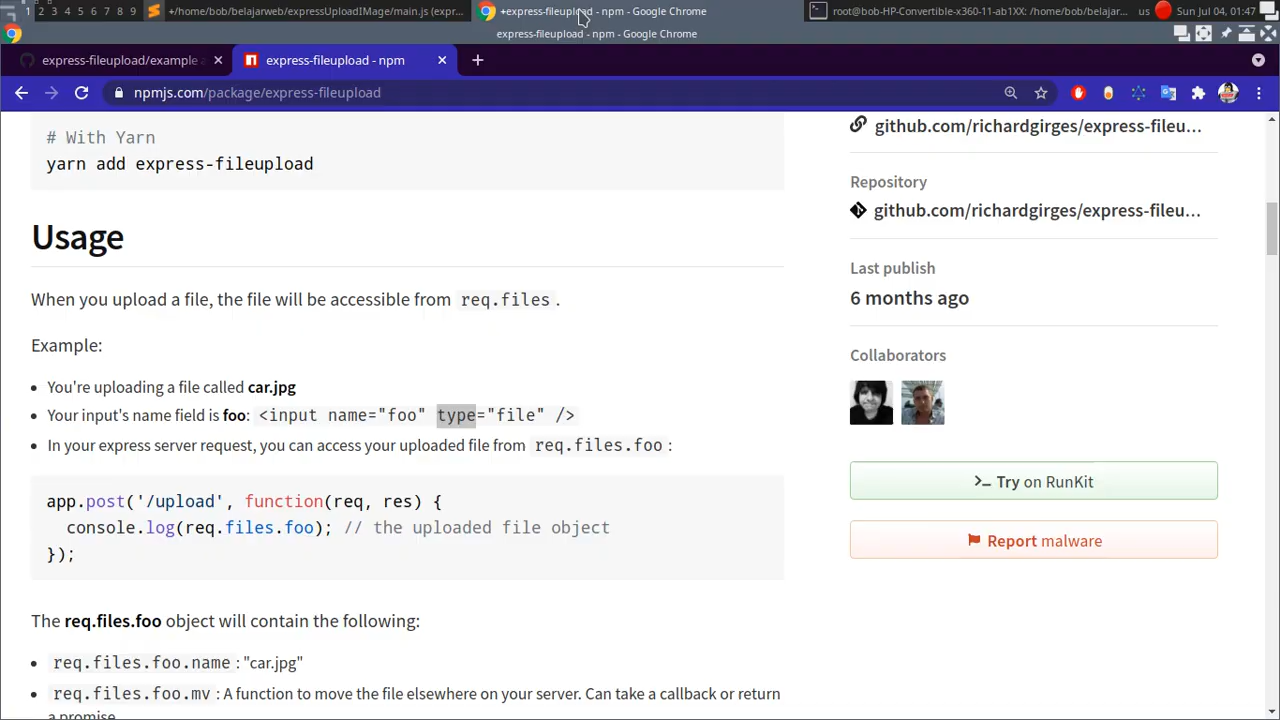 1 2 3 4 5 6 7 8 9
+/home/bob/belajarweb/expressUploadIMage/main.js (expr...
+express-fileupload - npm - Google Chrome
root@bob-HP-Convertible-x360-11-ab1XX: /home/bob/belajar...
us
Sun Jul 04, 01:47
express-fileupload - npm - Google Chrome
express-fileupload/example
express-fileupload - npm
npmjs.com/package/express-fileupload
# With Yarn
yarn add express-fileupload
Usage
When you upload a file, the file will be accessible from req.files.
Example:
• You're uploading a file called car.jpg
• Your input's name field is foo: <input name="foo" type="file" />
• In your express server request, you can access your uploaded file from req.files.foo:
app.post('/upload', function(req, res) {
console.log(req.files.foo); // the uploaded file object
});
The req.files.foo object will contain the following:
• req.files.foo.name: "car.jpg"
• req.files.foo.mv: A function to move the file elsewhere on your server. Can take a callback or return
a promise
github.com/richardgirges/express-fileu...
Repository
github.com/richardgirges/express-fileu...
Last publish
6 months ago
Collaborators
Try on RunKit
Report malware